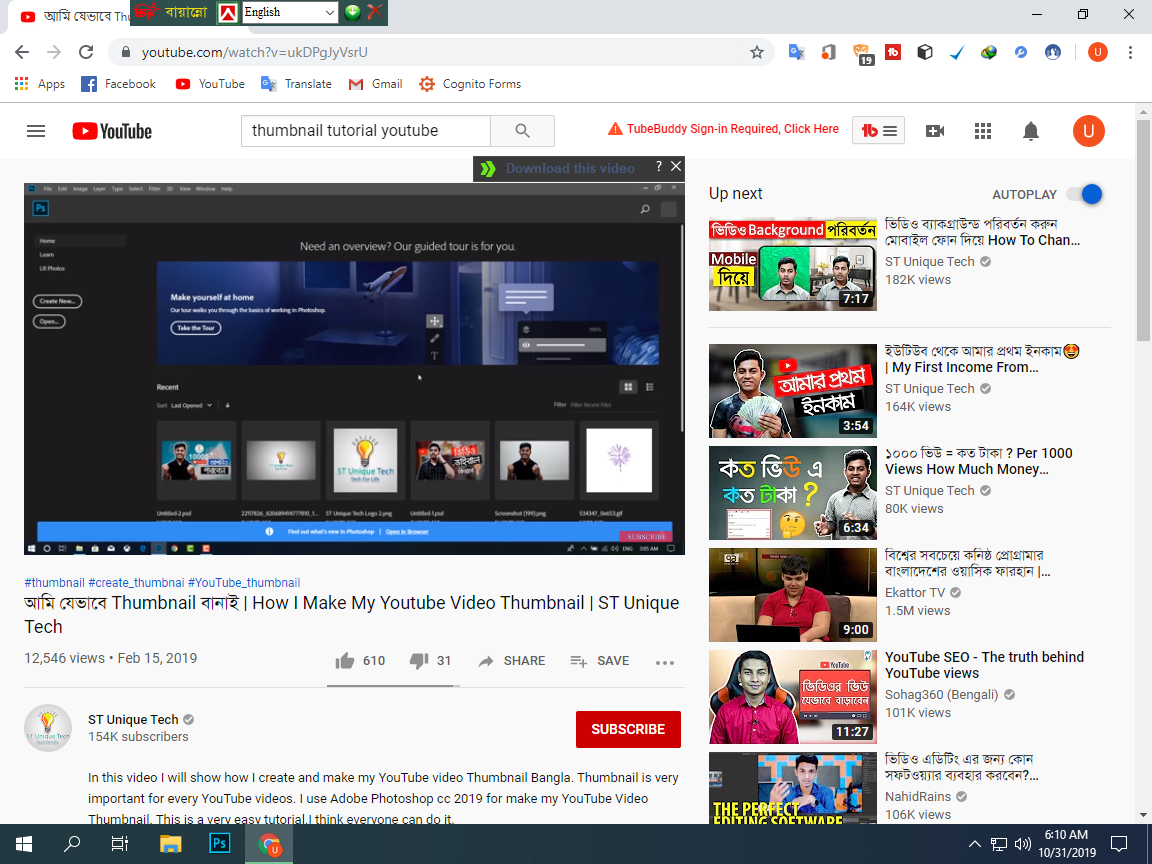 আমি যেভাবে Thu
বায়ান্নো
English
youtube.com/watch?v=ukDPgJyVsrU
19
U
Apps
Facebook
YouTube
Translate
Gmail
Cognito Forms
YouTube
thumbnail tutorial youtube
TubeBuddy Sign-in Required, Click Here
U
Download this video
?
Ps
File Edit Image Layer Type Select Filter 3D View Window Help
Ps
Home
Learn
LR Photos
Create New...
Open...
Need an overview? Our guided tour is for you.
Make yourself at home
Our tour walks you through the basics of working in Photoshop.
Take the Tour
100%
T
Recent
Sort Last Opened
Filter Filter Recent Files
ST Unique Tech
Tech For Life
Untitled-2.psd
ST Unique Tech Logo 2.png
Untitled-1.psd
Screenshot (195).png
534347_0x653.gif
Find out what's new in Photoshop
Open in Browser
SUBSCRIBE
ENG
3:05 AM
#thumbnail #create_thumbnai #YouTube_thumbnail
আমি যেভাবে Thumbnail বানাই | How I Make My Youtube Video Thumbnail | ST Unique
Tech
12,546 views • Feb 15, 2019
610
31
SHARE
SAVE
ST Unique Tech
154K subscribers
SUBSCRIBE
In this video I will show how I create and make my YouTube video Thumbnail Bangla. Thumbnail is very
important for every YouTube videos. I use Adobe Photoshop cc 2019 for make my YouTube Video
Thumbnail. This is a very easy tutorial.I think everyone can do it.
Up next
AUTOPLAY
ভিডিও Background পরিবর্তন
Mobile
দিয়ে
7:17
ভিডিও ব্যাকগ্রাউন্ড পরিবর্তন করুন
মোবাইল ফোন দিয়ে How To Chan...
ST Unique Tech
182K views
আমার প্রথম
ইনকাম
3:54
ইউটিউব থেকে আমার প্রথম ইনকাম🤩
| My First Income From...
ST Unique Tech
164K views
কত ভিউ এ
কত টাকা ?
6:34
১০০০ ভিউ = কত টাকা ? Per 1000
Views How Much Money...
ST Unique Tech
80K views
9:00
বিশ্বের সবচেয়ে কনিষ্ঠ প্রোগ্রামার
বাংলাদেশের ওয়াসিক ফারহান |...
Ekattor TV
1.5M views
YouTube
ভিডিওর ভিউ
যেভাবে বাড়াবেন
11:27
YouTube SEO - The truth behind
YouTube views
Sohag360 (Bengali)
101K views
THE PERFECT
EDITING SOFTWARE
ভিডিও এডিটিং এর জন্য কোন
সফটওয়্যার ব্যবহার করবেন?...
NahidRains
106K views
Ps
U
6:10 AM
10/31/2019